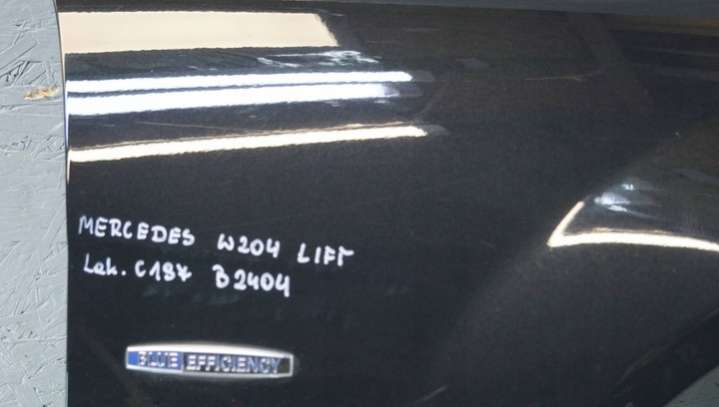 MERCEDES W204 LIFT
Lak. C197 B2404
BLUE EFFICIENCY